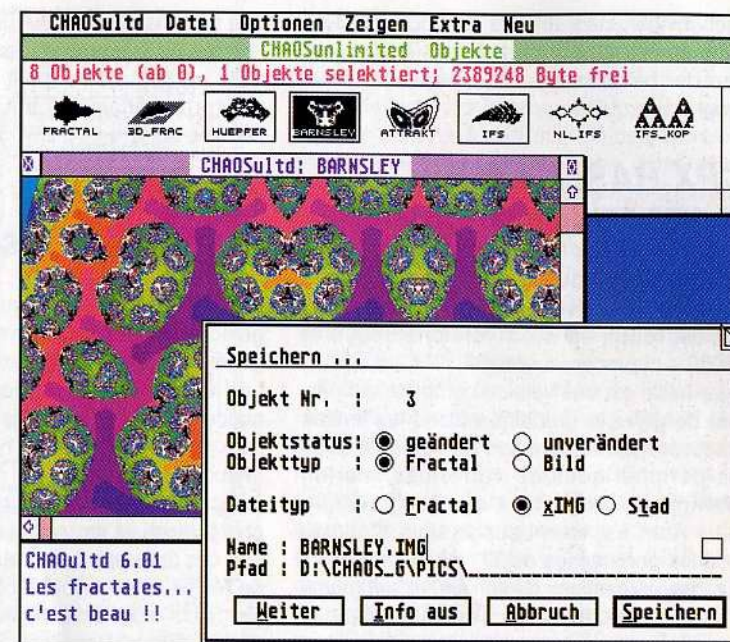 CHAOSultd Datei Optionen Zeigen Extra Neu
CHAOSunlimited Objekte
8 Objekte (ab 0), 1 Objekte selektiert; 2389248 Byte frei
FRACTAL 3D_FRAC HUEPFER BARNSLEY ATTRAKT IFS NL_IFS IFS_KOP
CHAOSultd: BARNSLEY
Speichern ...
Objekt Nr. : 3
Objektstatus: geändert unverändert
Objekttyp : Fractal Bild
Dateityp : Fractal xIMG Stad
Name : BARNSLEY.IMG
Pfad : D:\CHAOS_G\PICS\
Weiter Info aus Abbruch Speichern
CHAOultd 6.01
Les fractales...
c'est beau !!